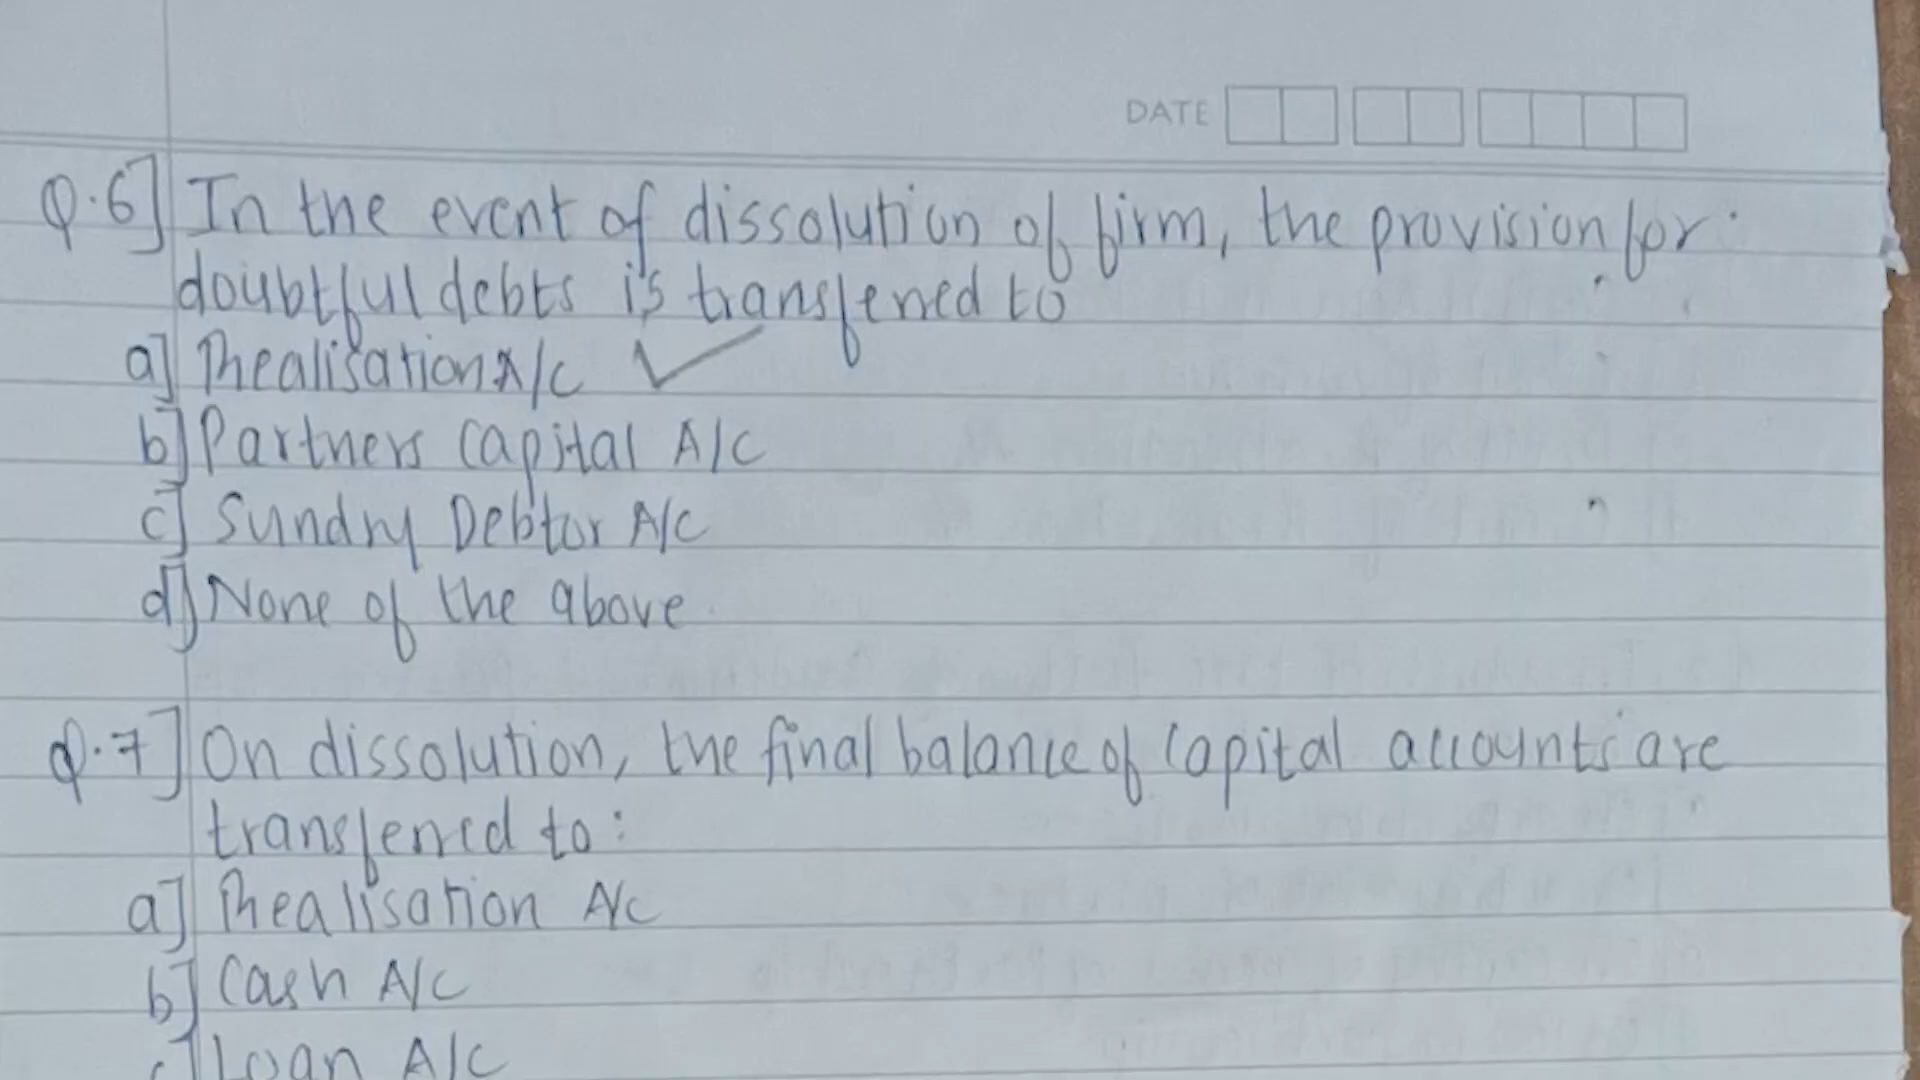 DATE
Q.6] In the event of dissolution of firm, the provision for
doubtful debts is transferred to
a] Realisation A/C
b] Partners Capital A/C
c] Sundry Debtor A/C
d] None of the above
Q.7] On dissolution, the final balance of capital accounts are
transferred to:
a] Realisation A/C
b] Cash A/C
c] Loan A/C